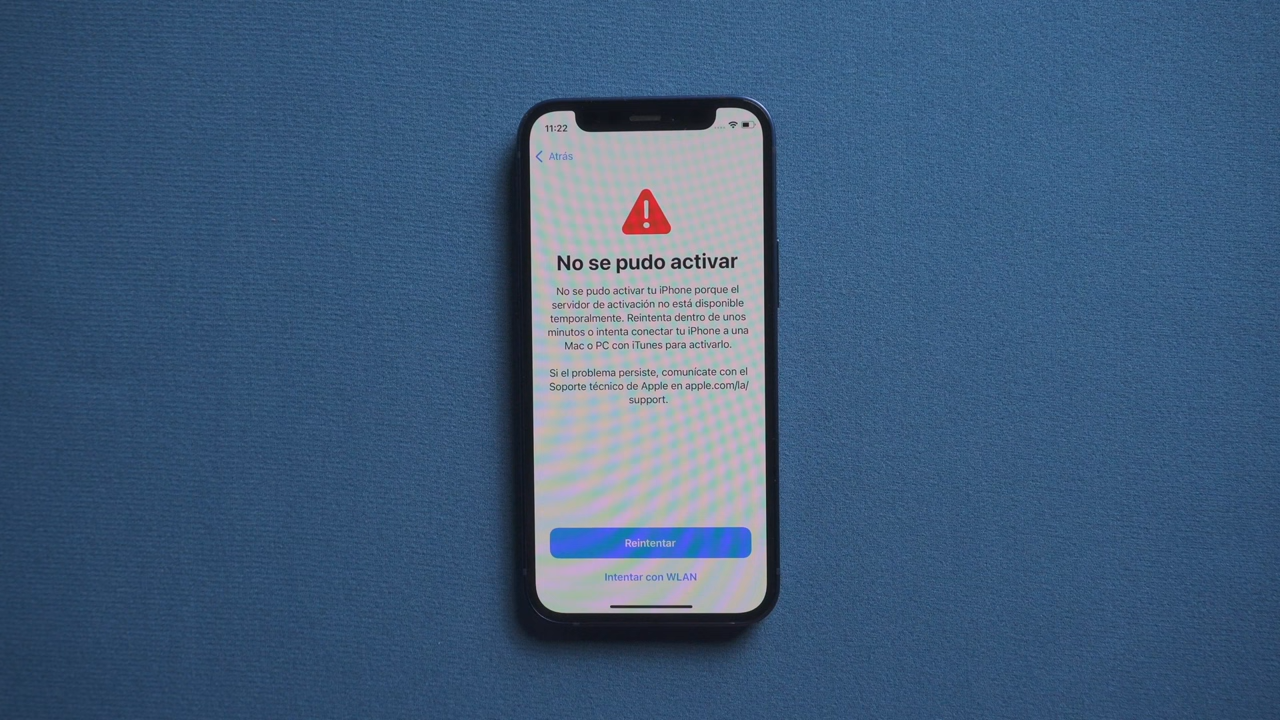 11:22
Atrás
No se pudo activar
No se pudo activar tu iPhone porque el
servidor de activación no está disponible
temporalmente. Reintenta dentro de unos
minutos o intenta conectar tu iPhone a una
Mac o PC con iTunes para activarlo.
Si el problema persiste, comunícate con el
Soporte técnico de Apple en apple.com/la/
support.
Reintentar
Intentar con WLAN